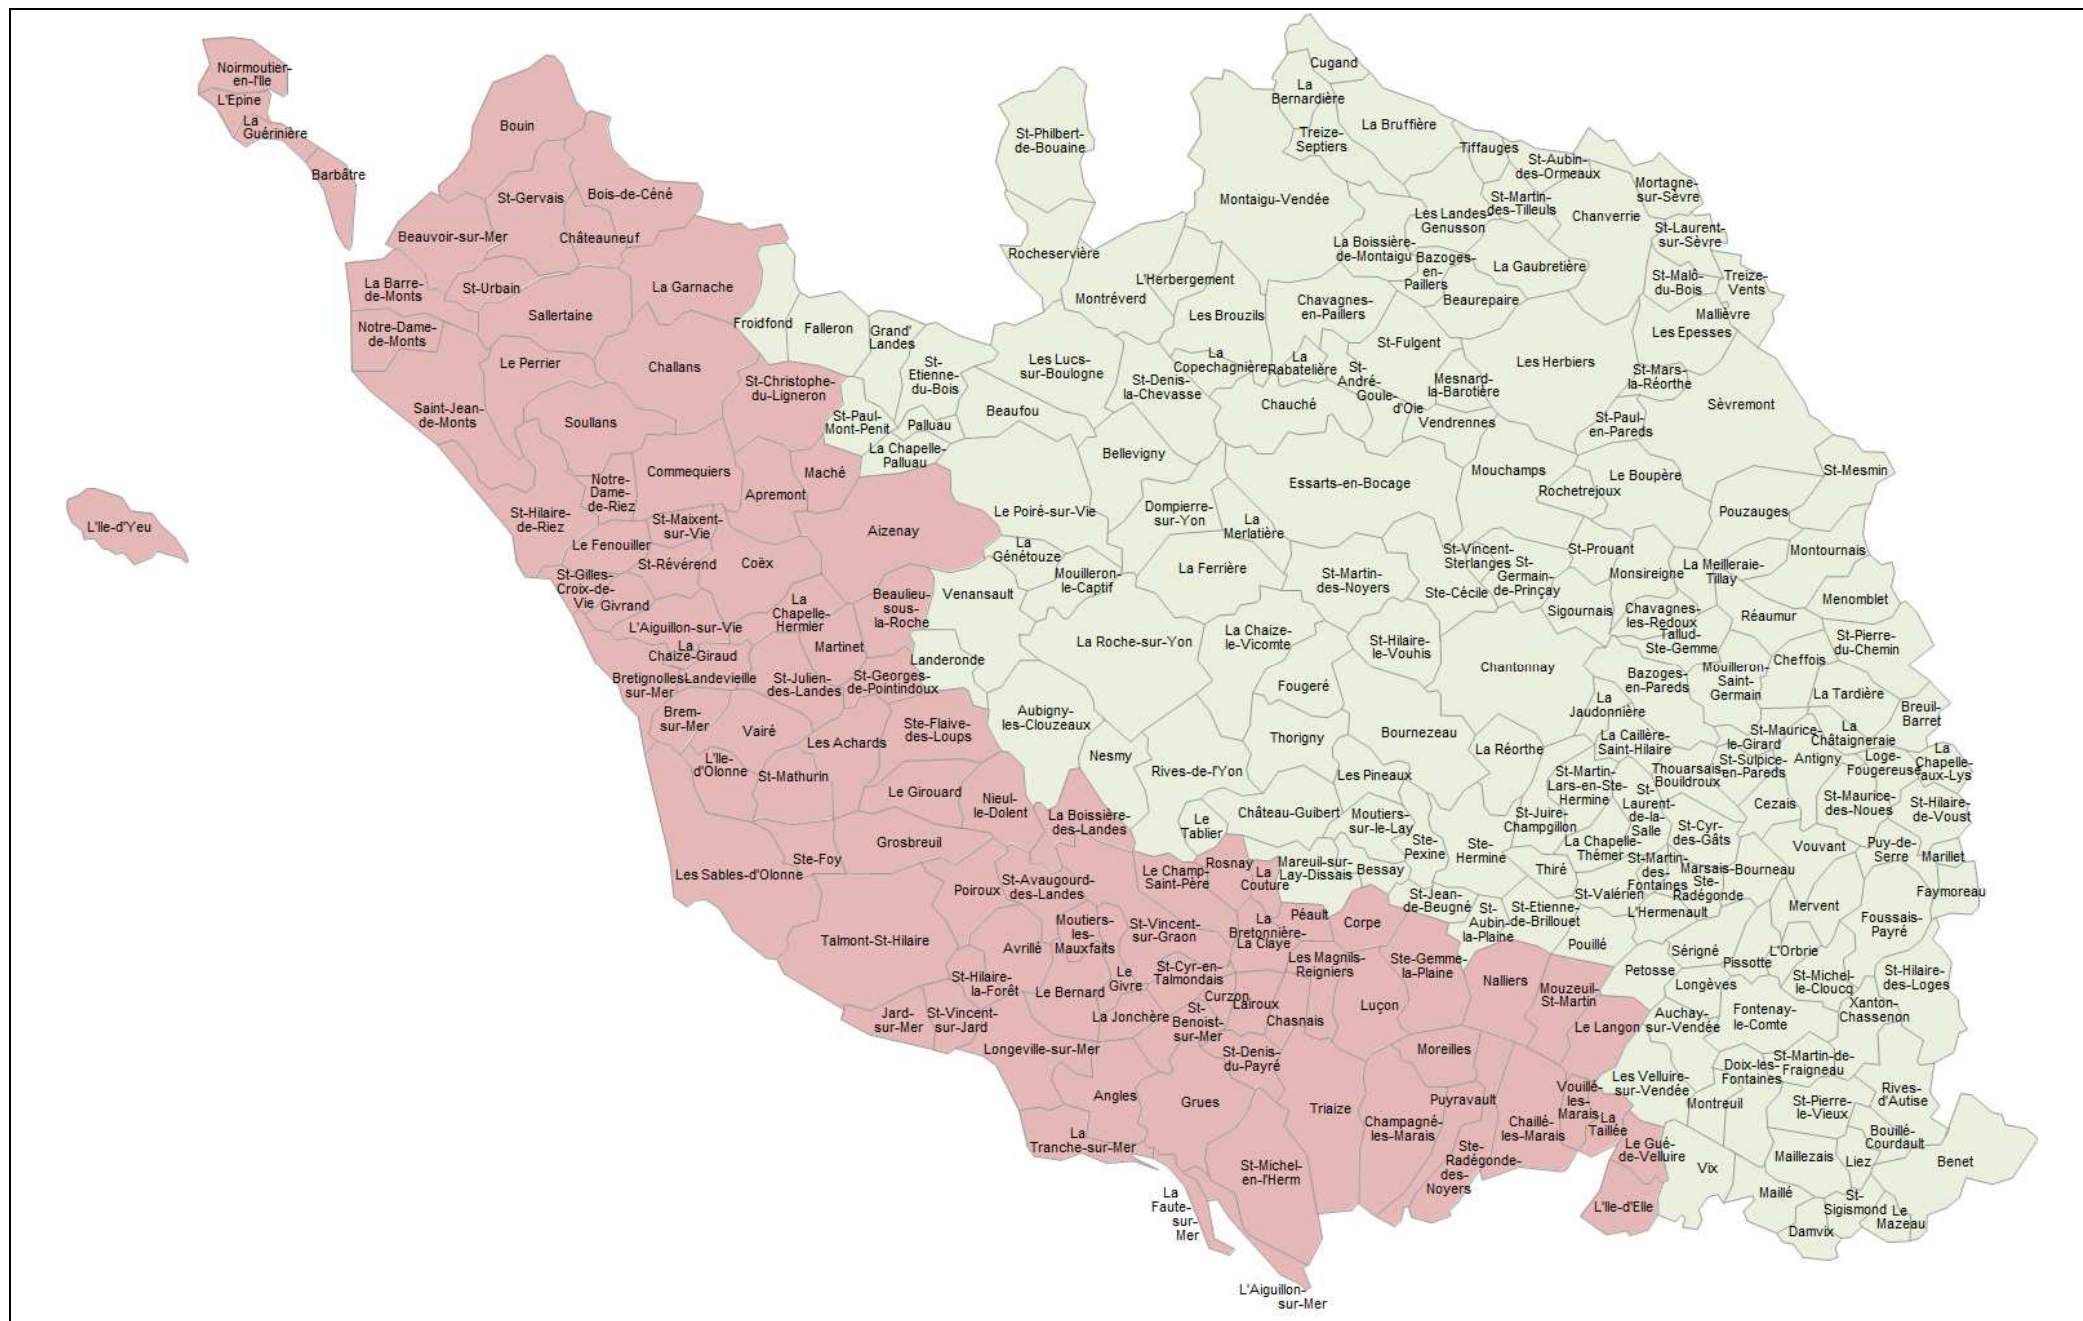 Noirmoutier-
en-l'Ile
L'Epine
La
Guérinière
Barbâtre
Bouin
St-Gervais
Bois-de-Céné
Beauvoir-sur-Mer
Châteauneuf
La Barre-
de-Monts
St-Urbain
La Garnache
Notre-Dame-
de-Monts
Sallertaine
Froidfond
Falleron
Grand'
Landes
Le Perrier
Challans
St-Christophe-
du-Ligneron
St-
Etienne-
du-Bois
Saint-Jean-
de-Monts
Soullans
St-Paul-
Mont-Penit
Palluau
La Chapelle-
Palluau
Notre-
Dame-
de-Riez
Commequiers
Apremont
Maché
L'Ile-d'Yeu
St-Hilaire-
de-Riez
St-Maixent-
sur-Vie
Aizenay
Le Fenouiller
St-Révérend
Coëx
St-Gilles-
Croix-de-
Vie
Givrand
La
Chapelle-
Hermier
Beaulieu-
sous-
la-Roche
L'Aiguillon-sur-Vie
La
Chaize-Giraud
Martinet
Bretignolles-
sur-Mer
Landevieille
St-Julien-
des-Landes
St-Georges-
de-Pointindoux
Brem-
sur-Mer
Vairé
Les Achards
Ste-Flaive-
des-Loups
L'Ile-
d'Olonne
St-Mathurin
Le Girouard
Nieul-
le-Dolent
La Boissière-
des-Landes
Grosbreuil
Ste-Foy
Les Sables-d'Olonne
Poiroux
St-Avaugourd-
des-Landes
Talmont-St-Hilaire
Avrillé
Moutiers-
les-
Mauxfaits
St-Vincent-
sur-Graon
Le Champ-
Saint-Père
Rosnay
La
Couture
La
Bretonnière-
La Claye
Péault
Corpe
St-Hilaire-
la-Forêt
Le Bernard
Le
Givre
St-Cyr-en-
Talmondais
Les Magnils-
Reigniers
Ste-Gemme-
la-Plaine
Jard-
sur-Mer
St-Vincent-
sur-Jard
La Jonchère
Curzon
St-
Benoist-
sur-Mer
Lairoux
Chasnais
Luçon
Nalliers
Mouzeuil-
St-Martin
Le Langon
Longeville-sur-Mer
St-Denis-
du-Payré
Moreilles
Angles
Grues
Triaize
Puyravault
Champagné-
les-Marais
Chaillé-
les-Marais
Vouillé-
les-
Marais
La
Taillée
Le Gué-
de-Velluire
L'Ile-d'Elle
Ste-
Radégonde-
des-
Noyers
La
Tranche-sur-Mer
St-Michel-
en-l'Herm
La
Faute-
sur-
Mer
L'Aiguillon-
sur-Mer
St-Philbert-
de-Bouaine
Rocheservière
Montréverd
L'Herbergement
Les Brouzils
Les Lucs-
sur-Boulogne
Beaufou
St-Denis-
la-Chevasse
La
Copechagnière
La
Rabatelière
Chauché
Bellevigny
Le Poiré-sur-Vie
Dompierre-
sur-Yon
La
Merlatière
Essarts-en-Bocage
La
Génétouze
Mouilleron-
le-Captif
La Ferrière
Venansault
Landeronde
La Roche-sur-Yon
La Chaize-
le-Vicomte
St-Martin-
des-Noyers
St-Hilaire-
le-Vouhis
Fougeré
Aubigny-
les-Clouzeaux
Nesmy
Rives-de-l'Yon
Thorigny
Bournezeau
Les Pineaux
Le
Tablier
Château-Guibert
Moutiers-
sur-le-Lay
Mareuil-sur-
Lay-Dissais
Bessay
Ste-
Pexine
Cugand
La
Bernardière
La Bruffière
Treize-
Septiers
Tiffauges
St-Aubin-
des-Ormeaux
Mortagne-
sur-Sèvre
Montaigu-Vendée
St-Martin-
des-Tilleuls
Les Landes-
Genusson
Chanverrie
St-Laurent-
sur-Sèvre
La Boissière-
de-Montaigu
Bazoges-
en-
Paillers
La Gaubretière
St-Malô-
du-Bois
Treize-
Vents
Chavagnes-
en-Paillers
Beaurepaire
Mallièvre
Les Epesses
St-Fulgent
Les Herbiers
St-Mars-
la-Réorthe
St-
André-
Goule-
d'Oie
Mesnard-
la-Barotière
Vendrennes
St-Paul-
en-Pareds
Sèvremont
Mouchamps
Rochetrejoux
Le Boupère
St-Mesmin
Pouzauges
Montournais
St-Vincent-
Sterlanges
St-
Germain-
de-Prinçay
St-Prouant
Monsireigne
La Meilleraie-
Tillay
Ste-Cécile
Sigournais
Chavagnes-
les-Redoux
Tallud-
Ste-Gemme
Réaumur
Menomblet
St-Pierre-
du-Chemin
Chantonnay
Bazoges-
en-Pareds
Mouilleron-
Saint-
Germain
Cheffois
La Tardière
Breuil-
Barret
La
Jaudonnière
La Réorthe
La Caillère-
Saint-Hilaire
St-Maurice-
le-Girard
La
Châtaigneraie
Thouarsais-
Bouildroux
St-Sulpice-
en-Pareds
Antigny
Loge-
Fougereuse
La
Chapelle-
aux-Lys
St-Martin-
Lars-en-Ste-
Hermine
St-
Laurent-
de-la-
Salle
Cezais
St-Maurice-
des-Noues
St-Hilaire-
de-Voust
St-Juire-
Champgillon
St-Cyr-
des-Gâts
Vouvant
Puy-de-
Serre
Marillet
Ste-
Hermine
La Chapelle-
Thémer
St-Martin-
des-
Fontaines
Marsais-
Ste-
Radégonde
Bourneau
Thiré
St-Valérien
L'Hermenault
Mervent
Faymoreau
Foussais-
Payré
St-Jean-
de-Beugné
St-
Aubin-
la-Plaine
St-Etienne-
de-Brillouet
Pouillé
Sérigné
Pissotte
L'Orbrie
Petosse
Longèves
St-Michel-
le-Cloucq
St-Hilaire-
des-Loges
Auchay-
sur-Vendée
Fontenay-
le-Comte
Xanton-
Chassenon
Les Velluire-
sur-Vendée
Doix-les-
Fontaines
St-Martin-de-
Fraigneau
Montreuil
St-Pierre-
le-Vieux
Rives-
d'Autise
Bouillé-
Courdault
Vix
Maillezais
Liez
Benet
Maillé
St-
Sigismond
Le
Mazeau
Damvix